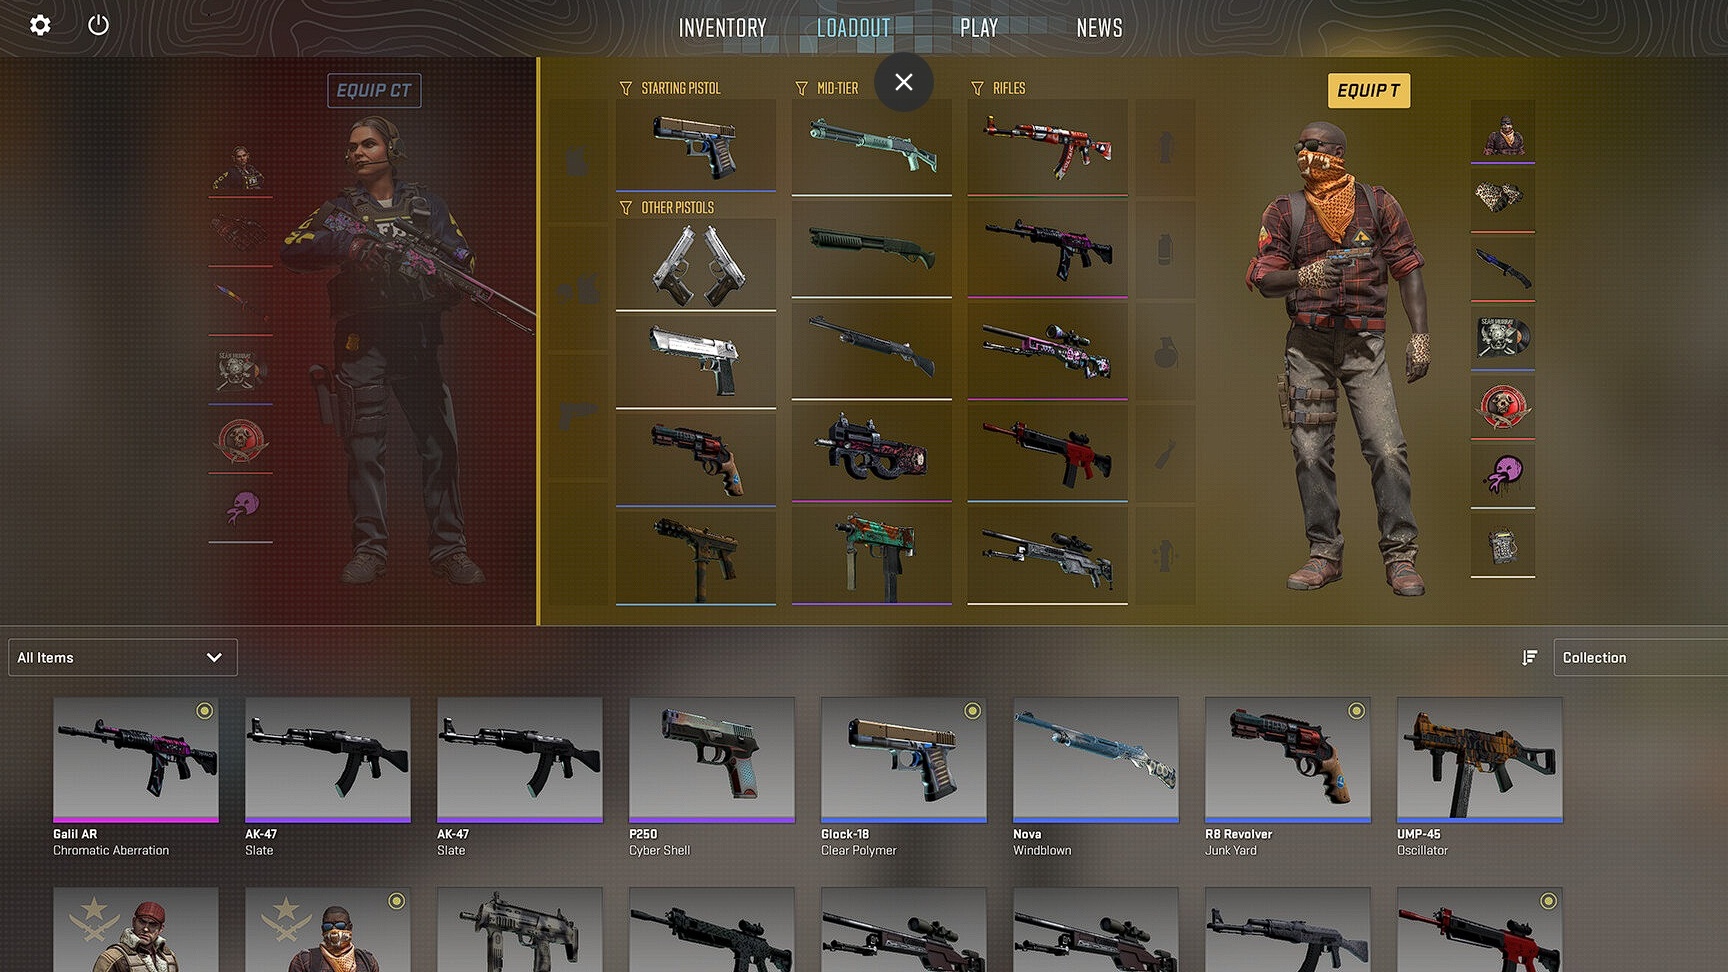 INVENTORY
LOADOUT
PLAY
NEWS
EQUIP CT
STARTING PISTOL
MID-TIER
RIFLES
EQUIP T
OTHER PISTOLS
All Items
Collection
Galil AR
Chromatic Aberration
AK-47
Slate
AK-47
Slate
P250
Cyber Shell
Glock-18
Clear Polymer
Nova
Windblown
R8 Revolver
Junk Yard
UMP-45
Oscillator